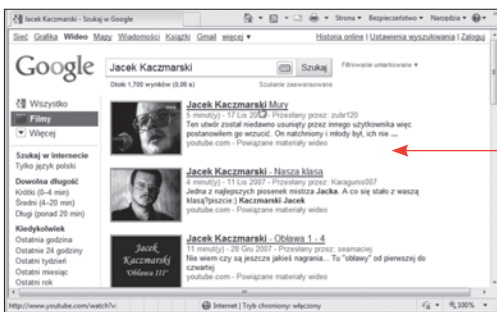 Jacek Kaczmarski - Szukaj w Google
Strona Bezpieczeństwo Narzędzia
Sieć Grafika Wideo Mapy Wiadomości Książki Gmail więcej ▼
Historia online | Ustawienia wyszukiwania | Zaloguj
Google
Jacek Kaczmarski
Szukaj
Filtrowanie umiarkowane ▼
Około 1,700 wyników (0,06 s)
Szukanie zaawansowane
Wszystko
Filmy
Więcej
Szukaj w internecie
Tylko język polski
Dowolna długość
Krótki (0–4 min)
Średni (4–20 min)
Długi (ponad 20 min)
Kiedykolwiek
Ostatnia godzina
Ostatnie 24 godziny
Ostatni tydzień
Ostatni miesiąc
Ostatni rok
Jacek Kaczmarski Mury
5 minut(y) - 17 Lis - Przesłany przez: zubr120
Ten utwór został niedawno usunięty przez innego użytkownika więc
postanowiłem go wrzucić. On natchniony i młody był, ich nie ...
youtube.com - Powiązane materiały wideo
Jacek Kaczmarski - Nasza klasa
4 minut(y) - 11 Lis 2007 - Przesłany przez: Karagunis007
Jedna z najlepszych piosenek mistrza Jacka. A co się stało z waszą
klasą?piszcie:) Kaczmarski Jacek
youtube.com - Powiązane materiały wideo
Jacek
Kaczmarski
'Obława III'
Jacek Kaczmarski - Obława 1 - 4
11 minut(y) - 28 Gru 2007 - Przesłany przez: searnaciej
Nie wiem czy są jeszcze jakieś nagrania... Tu "obławy" od pierwszej do
czwartej
youtube.com - Powiązane materiały wideo
http://www.youtube.com/watch?v:
Internet | Tryb chroniony: włączony
100%